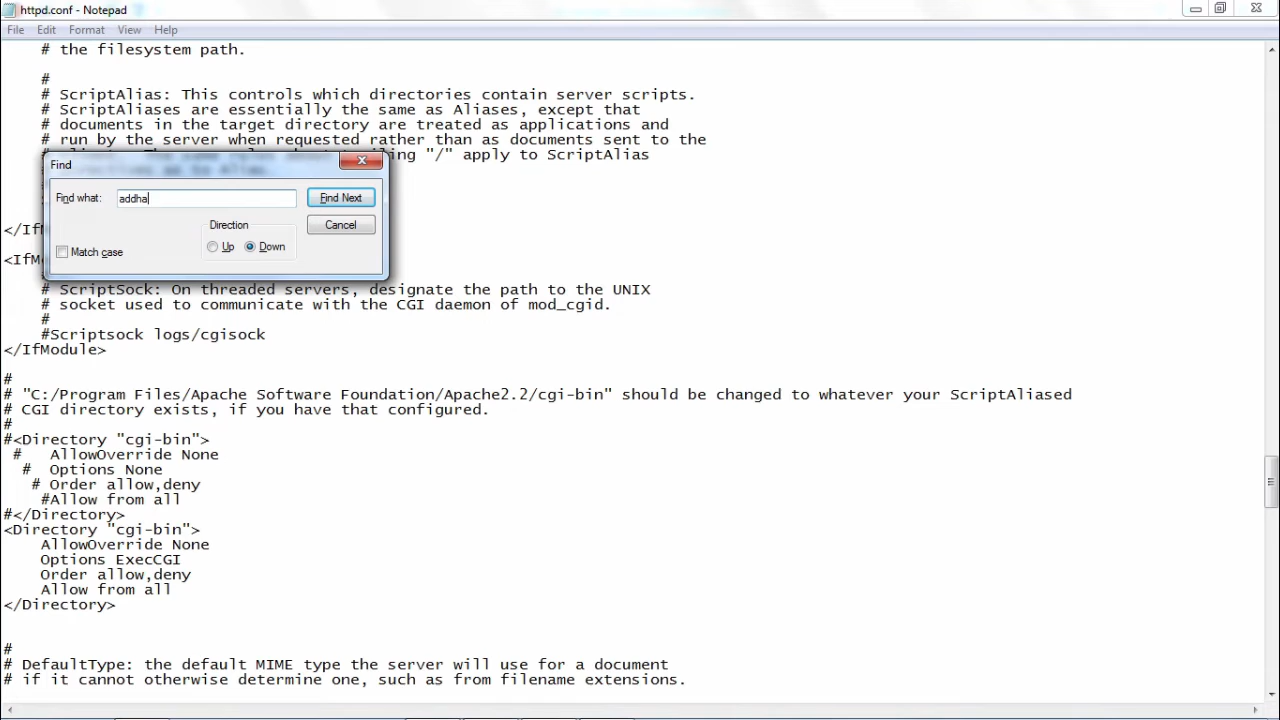 httpd.conf - Notepad
File Edit Format View Help
# the filesystem path.
#
# ScriptAlias: This controls which directories contain server scripts.
# ScriptAliases are essentially the same as Aliases, except that
# documents in the target directory are treated as applications and
# run by the server when requested rather than as documents sent to the
"/" apply to ScriptAlias
Find
Find what: addha
Find Next
Direction
Cancel
Up Down
Match case
</If
<IfM
# ScriptSock: On threaded servers, designate the path to the UNIX
# socket used to communicate with the CGI daemon of mod_cgid.
#
#Scriptsock logs/cgisock
</IfModule>
#
# "C:/Program Files/Apache Software Foundation/Apache2.2/cgi-bin" should be changed to whatever your ScriptAliased
# CGI directory exists, if you have that configured.
#
#<Directory "cgi-bin">
# AllowOverride None
# Options None
# Order allow,deny
#Allow from all
#</Directory>
<Directory "cgi-bin">
AllowOverride None
Options ExecCGI
Order allow,deny
Allow from all
</Directory>
#
# DefaultType: the default MIME type the server will use for a document
# if it cannot otherwise determine one, such as from filename extensions.